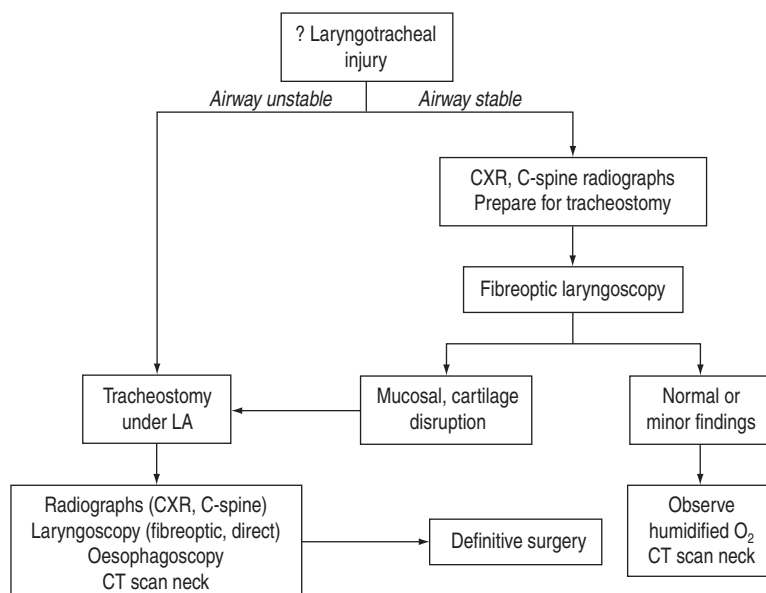 ? Laryngotracheal
injury
Airway unstable
Airway stable
CXR, C-spine radiographs
Prepare for tracheostomy
Fibreoptic laryngoscopy
Tracheostomy
under LA
Mucosal, cartilage
disruption
Normal or
minor findings
Radiographs (CXR, C-spine)
Laryngoscopy (fibreoptic, direct)
Oesophagoscopy
CT scan neck
Definitive surgery
Observe
humidified O₂
CT scan neck